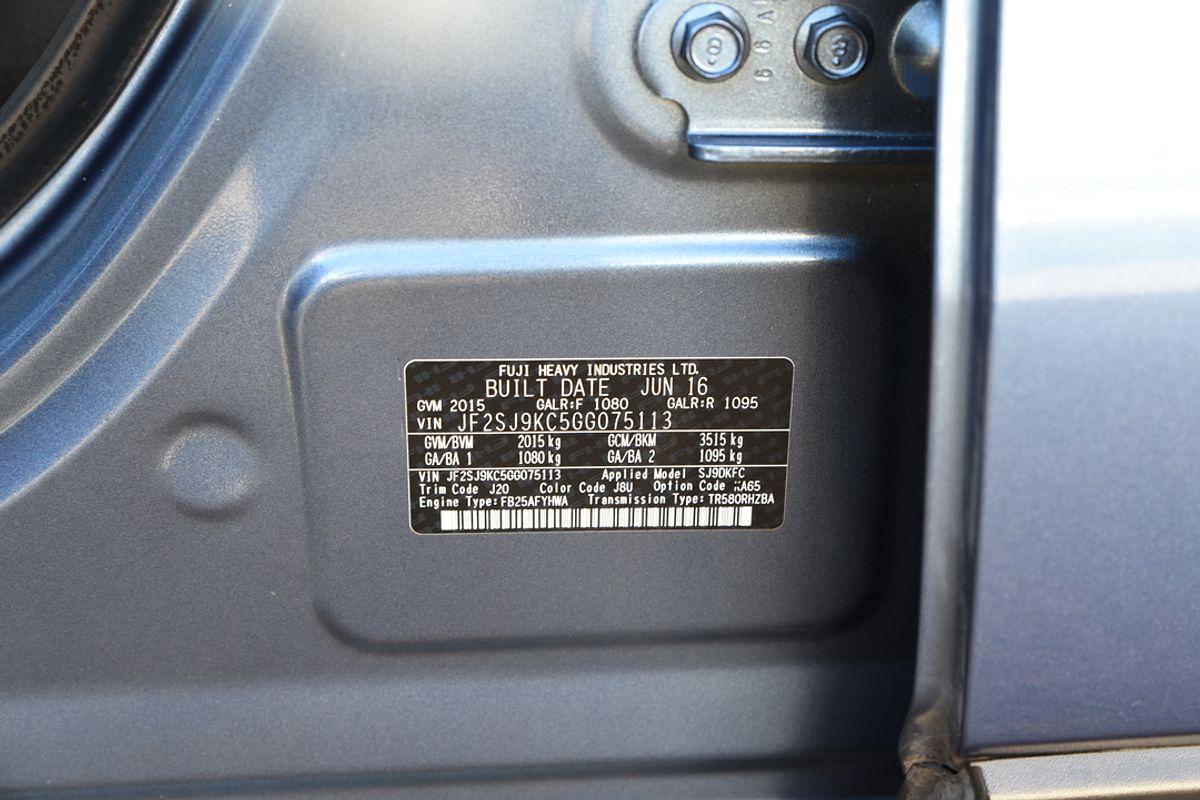 FUJI HEAVY INDUSTRIES LTD.
BUILT DATE JUN 16
GVM 2015 GALR:F 1080 GALR:R 1095
VIN JF2SJ9KC5GG075113
GVM/BVM 2015 kg GCM/BKM 3515 kg
GA/BA 1 1080 kg GA/BA 2 1095 kg
VIN JF2SJ9KC5GG075113 Applied Model SJ9DKFC
Trim Code J20 Color Code J8U Option Code KA65
Engine Type: FB25AFYHWA Transmission Type: TR580RHZBA